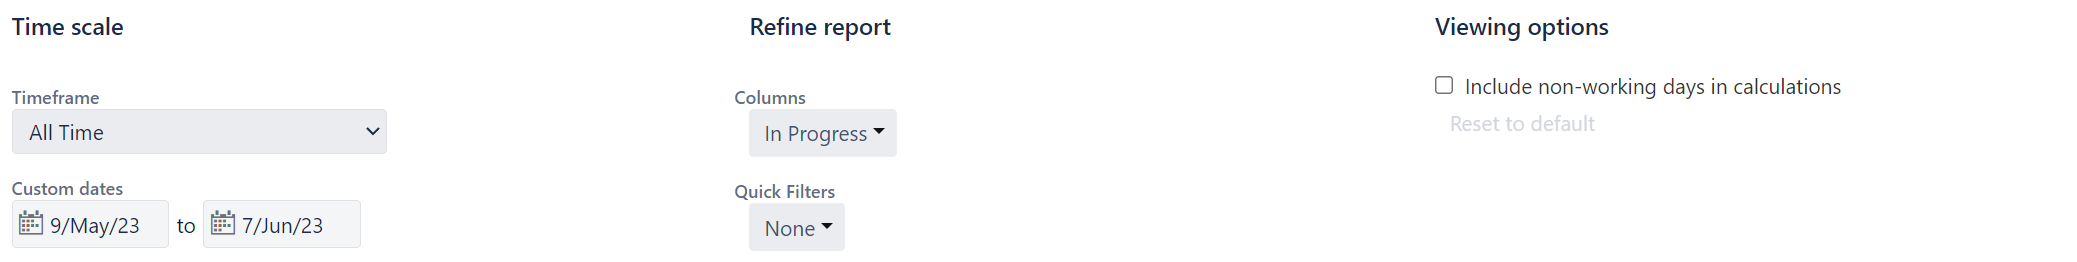 Time scale
Timeframe
All Time
Custom dates
9/May/23 to 7/Jun/23
Refine report
Columns
In Progress
Quick Filters
None
Viewing options
Include non-working days in calculations
Reset to default